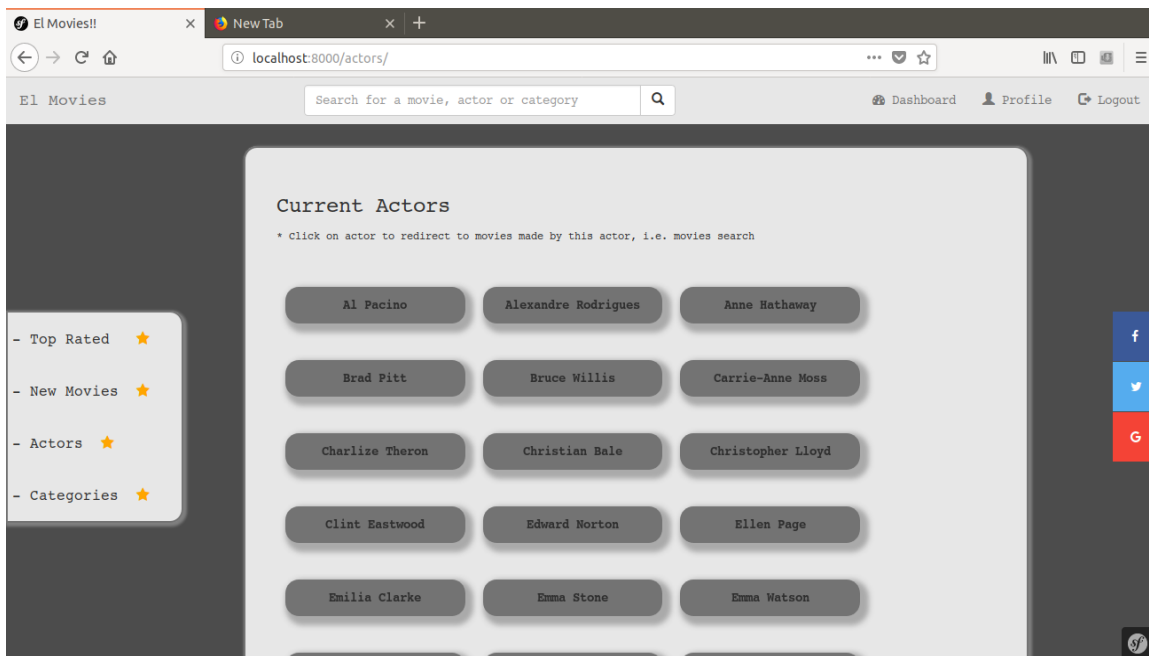 El Movies!!
New Tab
localhost:8000/actors/
El Movies
Search for a movie, actor or category
Dashboard
Profile
Logout
Current Actors
* Click on actor to redirect to movies made by this actor, i.e. movies search
Al Pacino
Alexandre Rodrigues
Anne Hathaway
Brad Pitt
Bruce Willis
Carrie-Anne Moss
Charlize Theron
Christian Bale
Christopher Lloyd
Clint Eastwood
Edward Norton
Ellen Page
Emilia Clarke
Emma Stone
Emma Watson
- Top Rated
- New Movies
- Actors
- Categories
f
G
sf